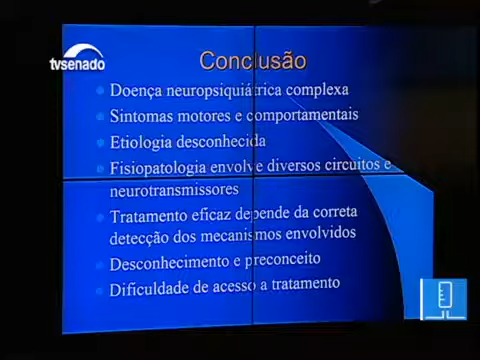 tvsenado
Conclusão
Doença neuropsiquiátrica complexa
Sintomas motores e comportamentais
Etiologia desconhecida
Fisiopatologia envolve diversos circuitos e
neurotransmissores
Tratamento eficaz depende da correta
detecção dos mecanismos envolvidos
Desconhecimento e preconceito
Dificuldade de acesso a tratamento